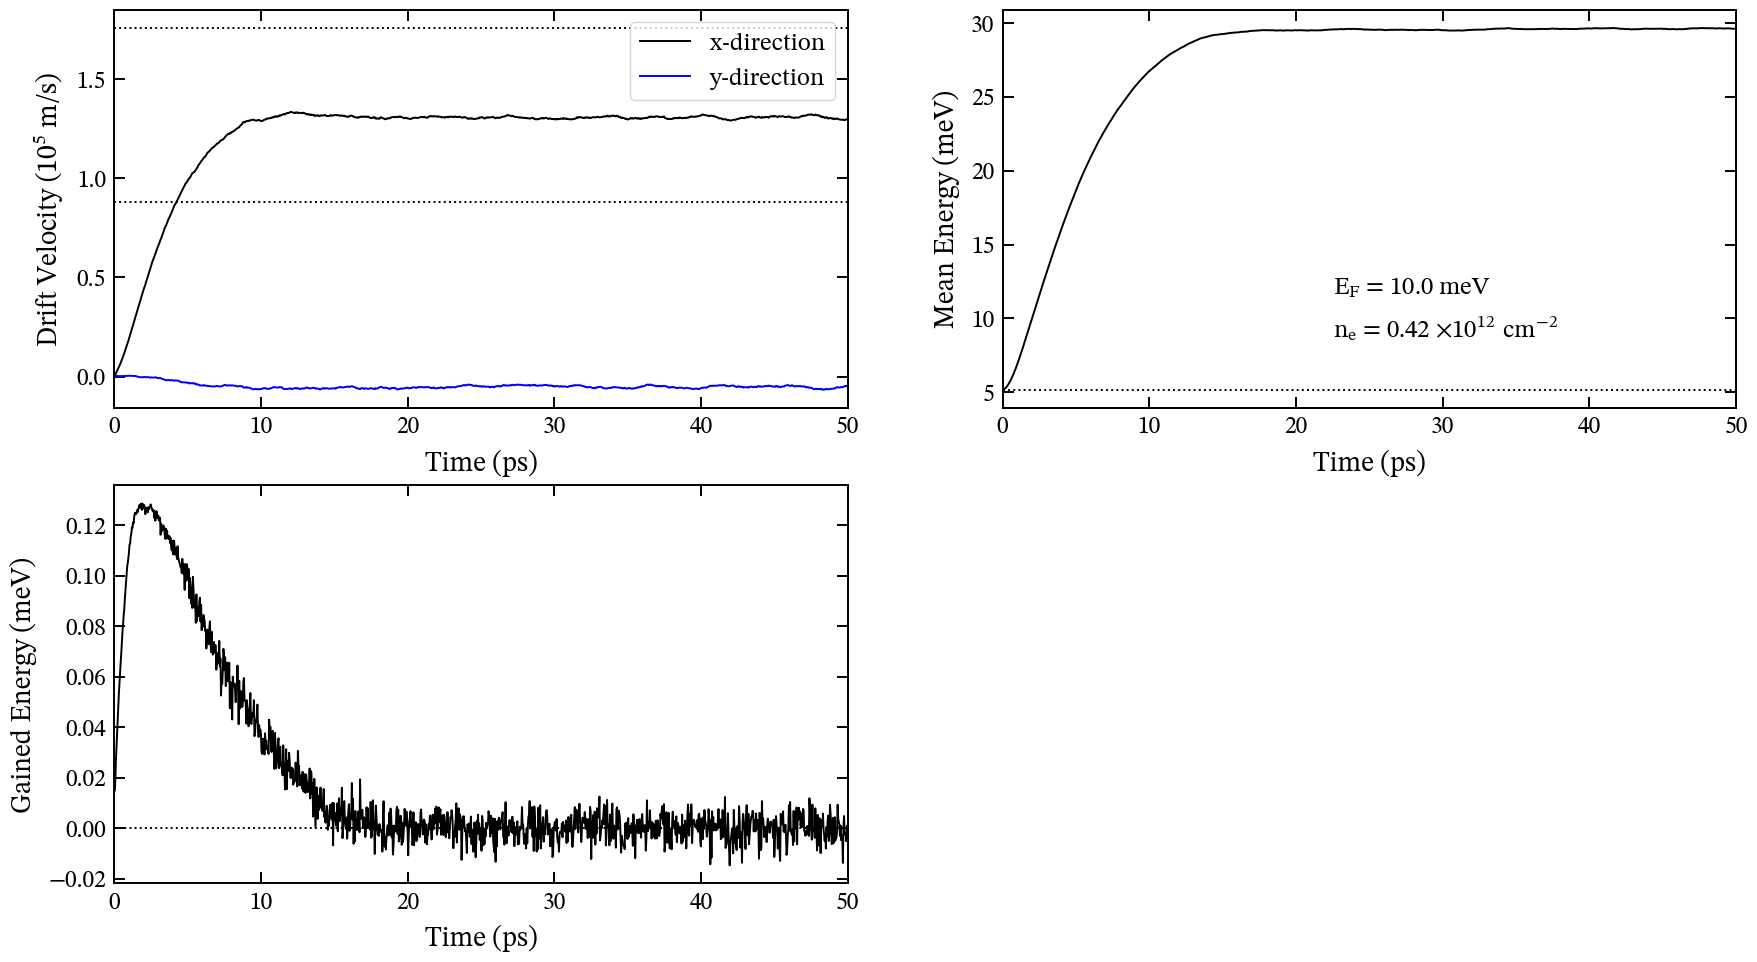 Drift Velocity (10⁵ m/s)
1.5
1.0
0.5
0.0
x-direction
y-direction
0 10 20 30 40 50
Time (ps)
Mean Energy (meV)
30
25
20
15
10
5
E_F = 10.0 meV
n_e = 0.42 ×10¹² cm⁻²
0 10 20 30 40 50
Time (ps)
Gained Energy (meV)
0.12
0.10
0.08
0.06
0.04
0.02
0.00
−0.02
0 10 20 30 40 50
Time (ps)